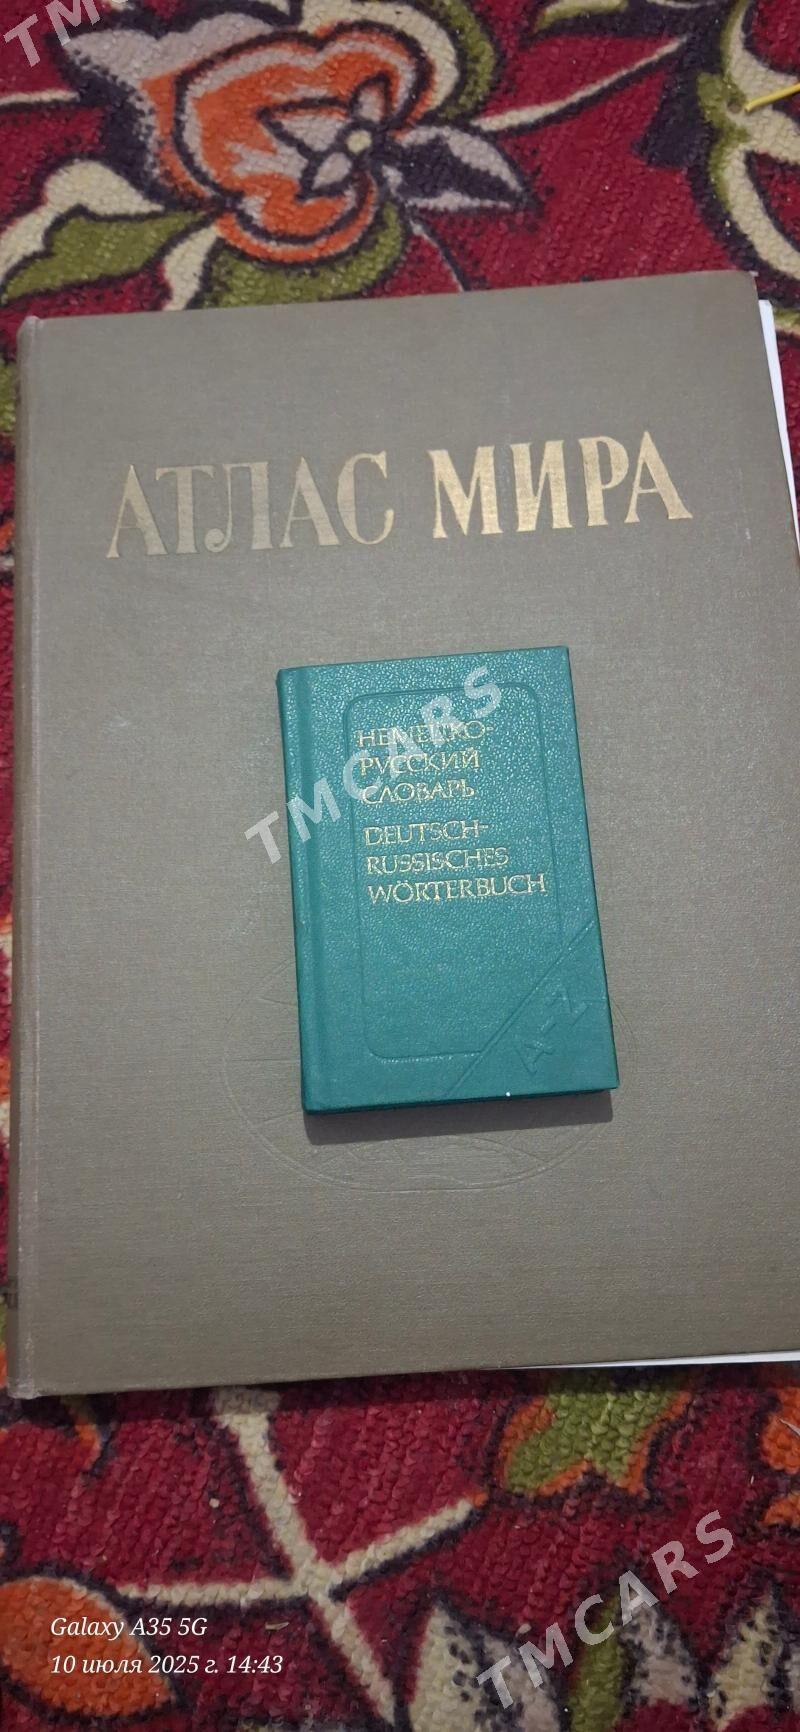 TMCARS
АТЛАС МИРА
НЕМЕЦКО-
РУССКИЙ
СЛОВАРЬ
TMCARS
DEUTSCH-
RUSSISCHES
WÖRTERBUCH
A-Z
TMCARS
Galaxy A35 5G
10 июля 2025 г. 14:43